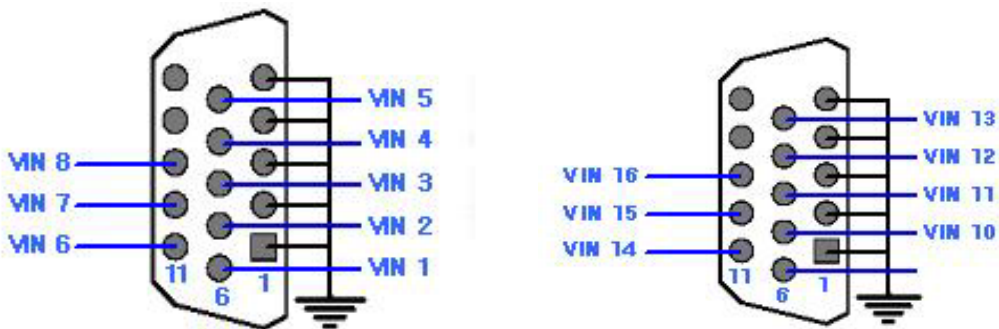 VIN 5
VIN 4
VIN 8
VIN 3
VIN 7
VIN 2
VIN 6
VIN 1
11
6
1
VIN 13
VIN 12
VIN 16
VIN 11
VIN 15
VIN 10
VIN 14
11
6
1